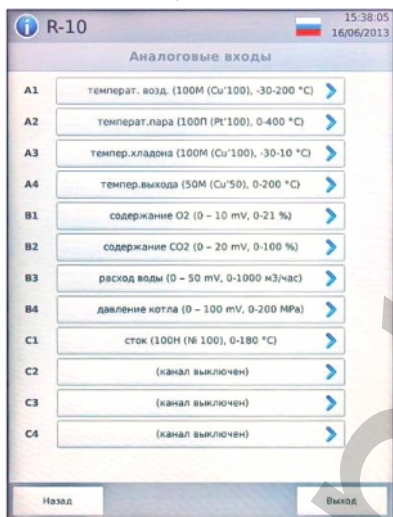 R-10
15:38:05
16/06/2013
Аналоговые входы
A1 температ. возд. (100М (Cu'100), -30-200 °C)
A2 температ.пара (100П (Pt'100), 0-400 °C)
A3 темпер.хладона (100М (Cu'100), -30-10 °C)
A4 темпер.выхода (50М (Cu'50), 0-200 °C)
B1 содержание O2 (0 – 10 mV, 0-21 %)
B2 содержание CO2 (0 – 20 mV, 0-100 %)
B3 расход воды (0 – 50 mV, 0-1000 м3/час)
B4 давление котла (0 – 100 mV, 0-200 MPa)
C1 сток (100Н (Ni 100), 0-180 °C)
C2 (канал выключен)
C3 (канал выключен)
C4 (канал выключен)
Назад Выход